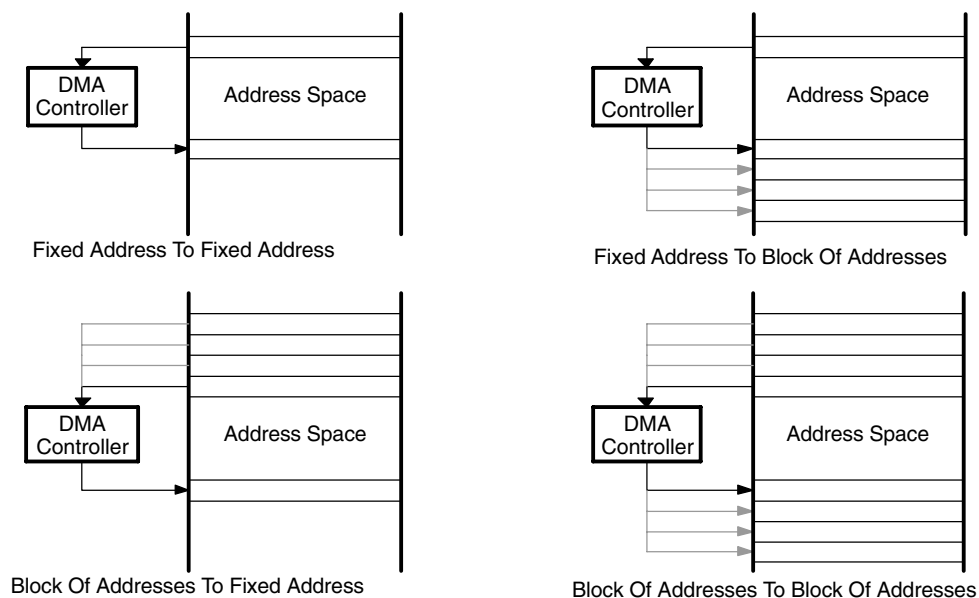 DMA
Controller
Address Space
Fixed Address To Fixed Address
DMA
Controller
Address Space
Fixed Address To Block Of Addresses
DMA
Controller
Address Space
Block Of Addresses To Fixed Address
DMA
Controller
Address Space
Block Of Addresses To Block Of Addresses